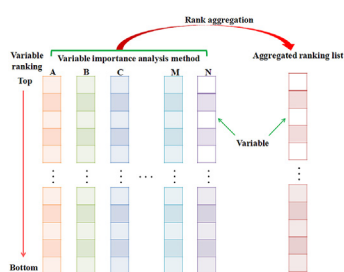 Rank aggregation
Variable
ranking
Variable importance analysis method
Aggregated ranking list
Top
A B C M N
Variable
Bottom